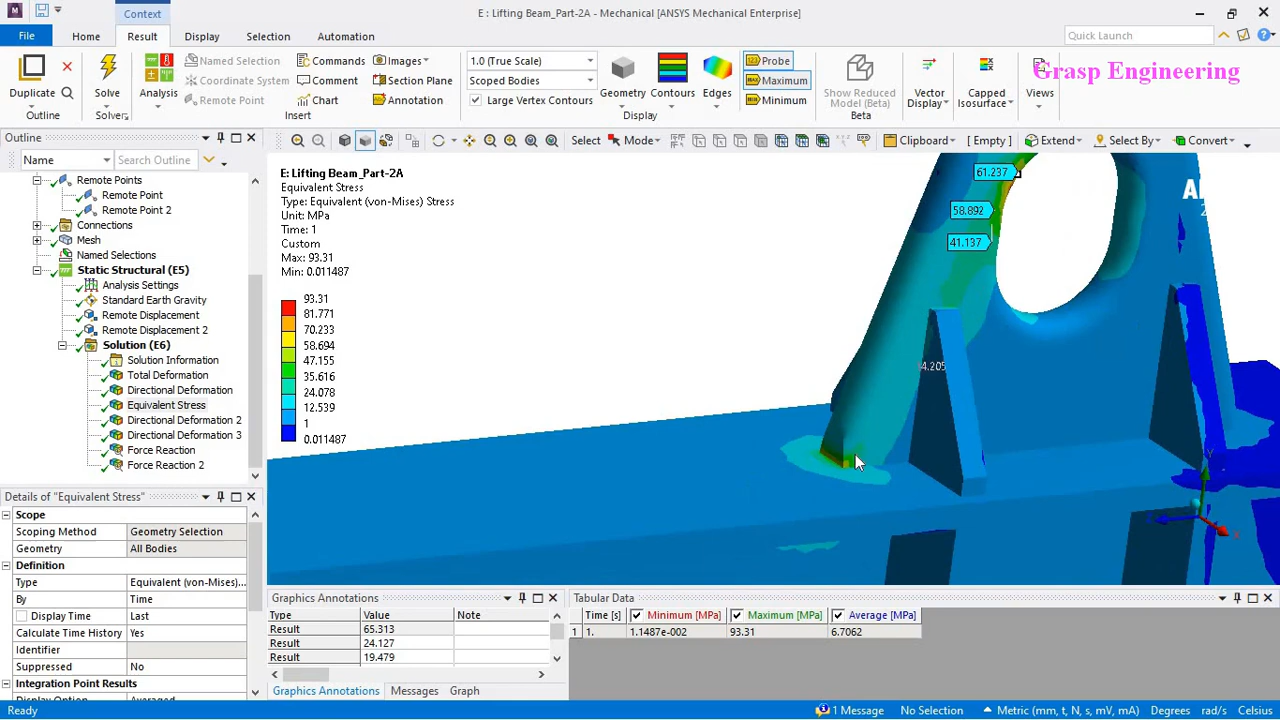 Context
E : Lifting Beam_Part-2A - Mechanical [ANSYS Mechanical Enterprise]
File Home Result Display Selection Automation
Quick Launch
Duplicate
Outline
Solve
Solver
Analysis
Named Selection
Coordinate System
Remote Point
Commands
Comment
Chart
Images
Section Plane
Annotation
Insert
1.0 (True Scale)
Scoped Bodies
Large Vertex Contours
Geometry
Contours
Edges
Probe
Maximum
Minimum
Display
Show Reduced
Model (Beta)
Beta
Vector
Display
Capped
Isosurface
Views
Vector Display
Grasp Engineering
Select Mode Clipboard [ Empty ] Extend Select By Convert
Outline
Name Search Outline
Remote Points
Remote Point
Remote Point 2
Connections
Mesh
Named Selections
Static Structural (E5)
Analysis Settings
Standard Earth Gravity
Remote Displacement
Remote Displacement 2
Solution (E6)
Solution Information
Total Deformation
Directional Deformation
Equivalent Stress
Directional Deformation 2
Directional Deformation 3
Force Reaction
Force Reaction 2
Details of "Equivalent Stress"
Scope
Scoping Method Geometry Selection
Geometry All Bodies
Definition
Type Equivalent (von-Mises)...
By Time
Display Time Last
Calculate Time History Yes
Identifier
Suppressed No
Integration Point Results
Display Option Averaged
E: Lifting Beam_Part-2A
Equivalent Stress
Type: Equivalent (von-Mises) Stress
Unit: MPa
Time: 1
Custom
Max: 93.31
Min: 0.011487
93.31
81.771
70.233
58.694
47.155
35.616
24.078
12.539
1
0.011487
61.237
58.892
41.137
4.205
A
2
Y
X
Graphics Annotations
Type Value Note
Result 65.313
Result 24.127
Result 19.479
Graphics Annotations Messages Graph
Tabular Data
Time [s] Minimum [MPa] Maximum [MPa] Average [MPa]
1 1. 1.1487e-002 93.31 6.7062
Ready
1 Message No Selection Metric (mm, t, N, s, mV, mA) Degrees rad/s Celsius